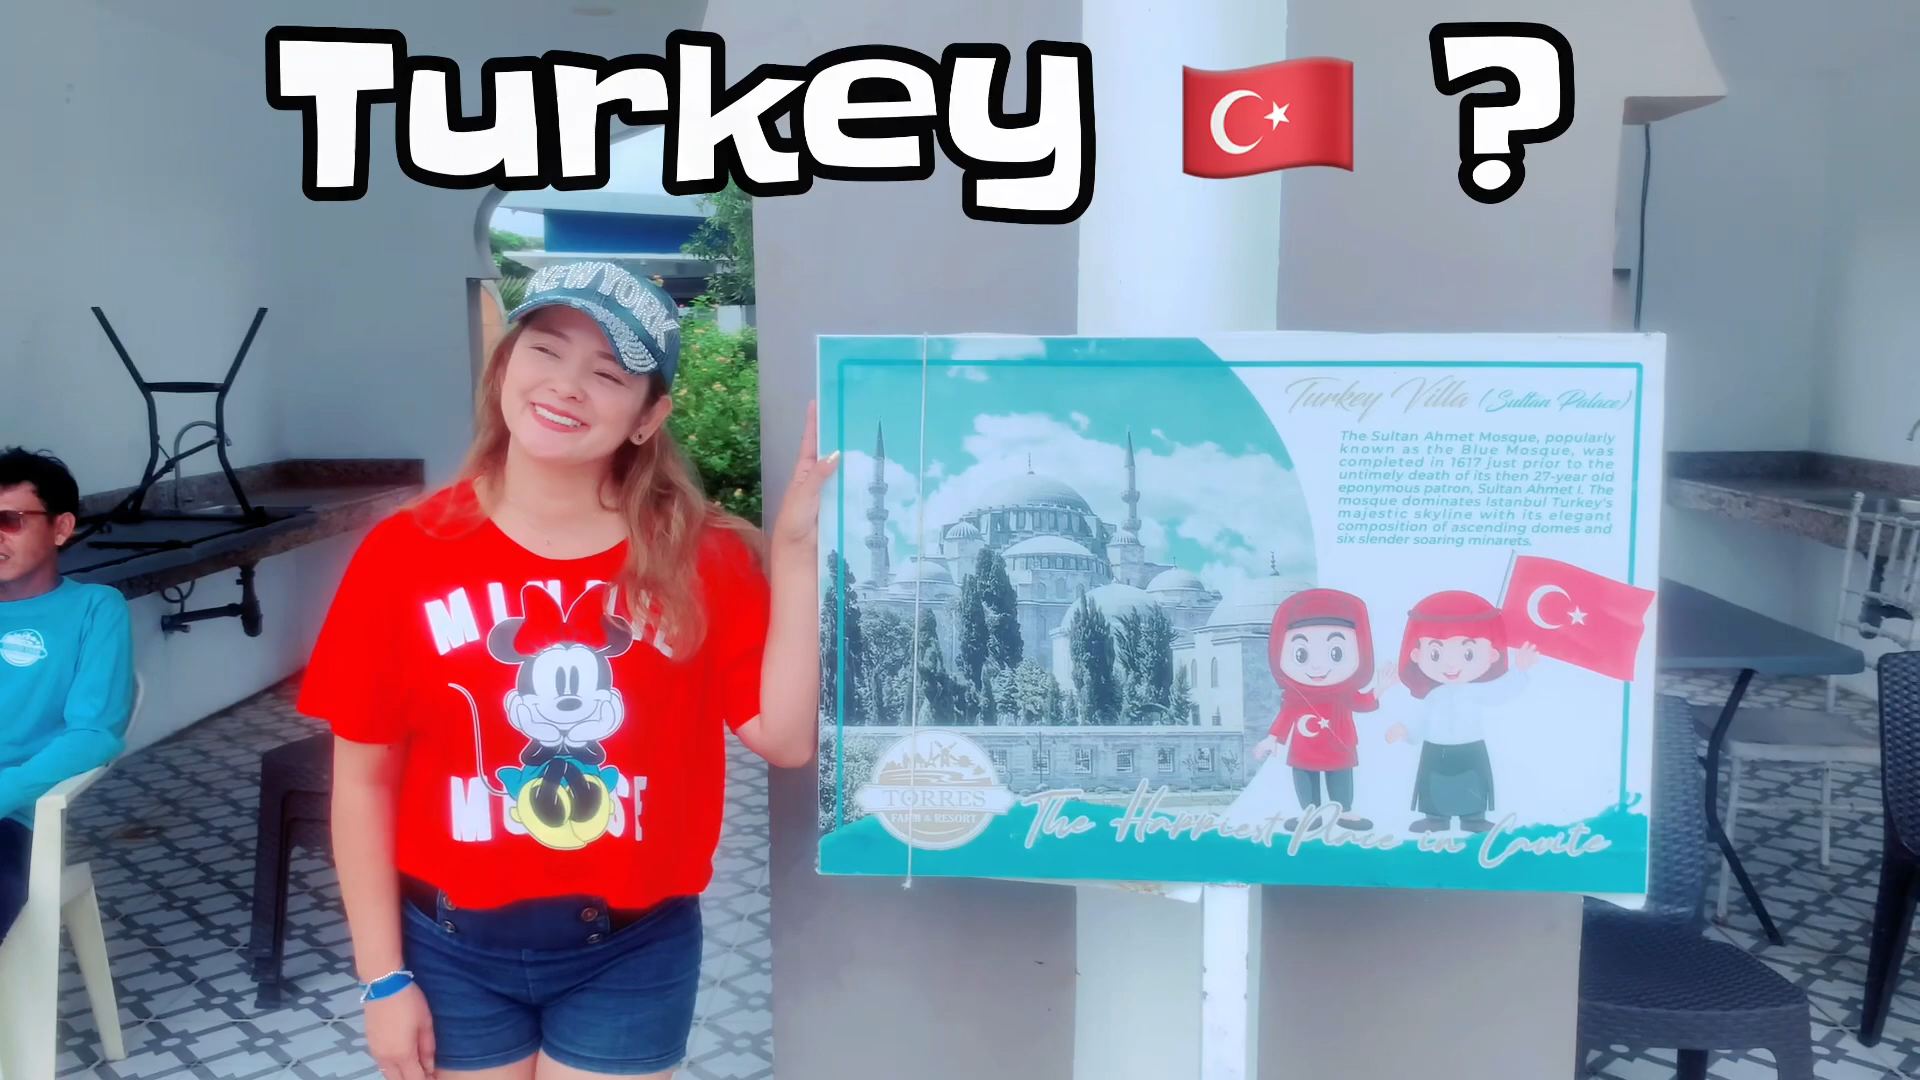 Turkey 🇹🇷 ?
NEW YORK
MINNIE
MOUSE
Turkey Villa (Sultan Palace)
The Sultan Ahmet Mosque, popularly
known as the Blue Mosque, was
completed in 1617 just prior to the
untimely death of its then 27-year old
eponymous patron, Sultan Ahmet I. The
mosque dominates Istanbul Turkey's
majestic skyline with its elegant
composition of ascending domes and
six slender soaring minarets.
TORRES
FARM & RESORT
The Happiest Place in Cavite